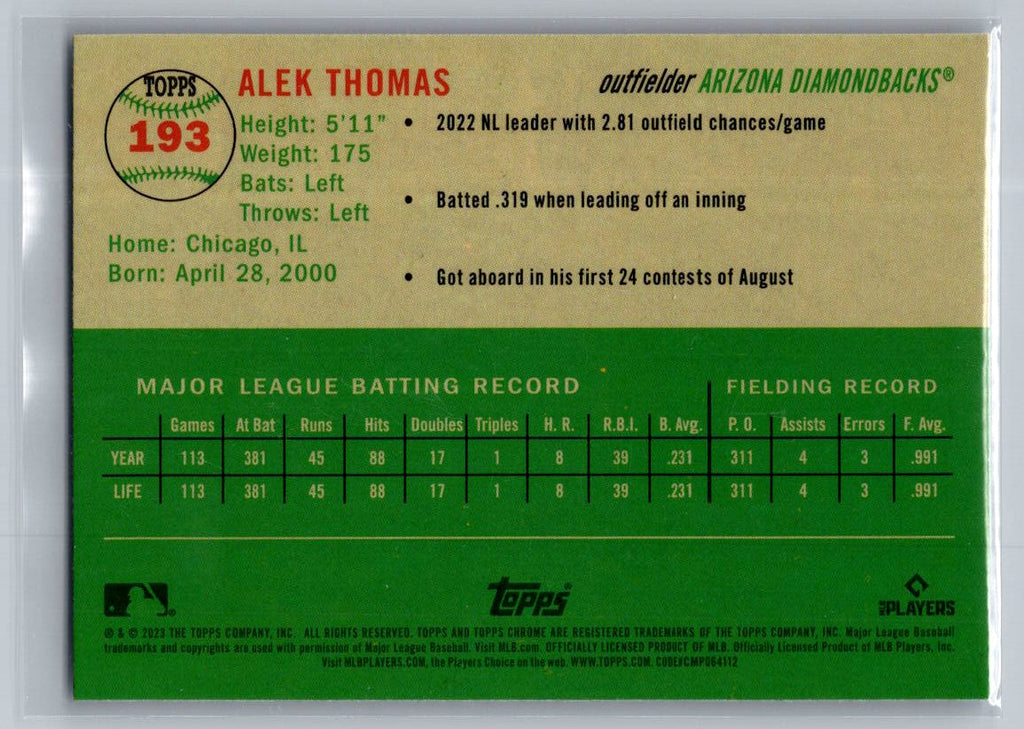 TOPPS
193
ALEK THOMAS
outfielder ARIZONA DIAMONDBACKS®
Height: 5'11"
Weight: 175
Bats: Left
Throws: Left
Home: Chicago, IL
Born: April 28, 2000
• 2022 NL leader with 2.81 outfield chances/game
• Batted .319 when leading off an inning
• Got aboard in his first 24 contests of August
MAJOR LEAGUE BATTING RECORD FIELDING RECORD
Games At Bat Runs Hits Doubles Triples H. R. R.B.I. B. Avg. P. O. Assists Errors F. Avg.
YEAR 113 381 45 88 17 1 8 39 .231 311 4 3 .991
LIFE 113 381 45 88 17 1 8 39 .231 311 4 3 .991
Topps®
MLB PLAYERS
® & © 2023 THE TOPPS COMPANY, INC. ALL RIGHTS RESERVED. TOPPS AND TOPPS CHROME ARE REGISTERED TRADEMARKS OF THE TOPPS COMPANY, INC. Major League Baseball
trademarks and copyrights are used with permission of Major League Baseball. Visit MLB.com. OFFICIALLY LICENSED PRODUCT OF MLB. Officially Licensed Product of MLB Players, Inc.
Visit MLBPLAYERS.COM, the Players Choice on the web. WWW.TOPPS.COM. CODE#CMP064112